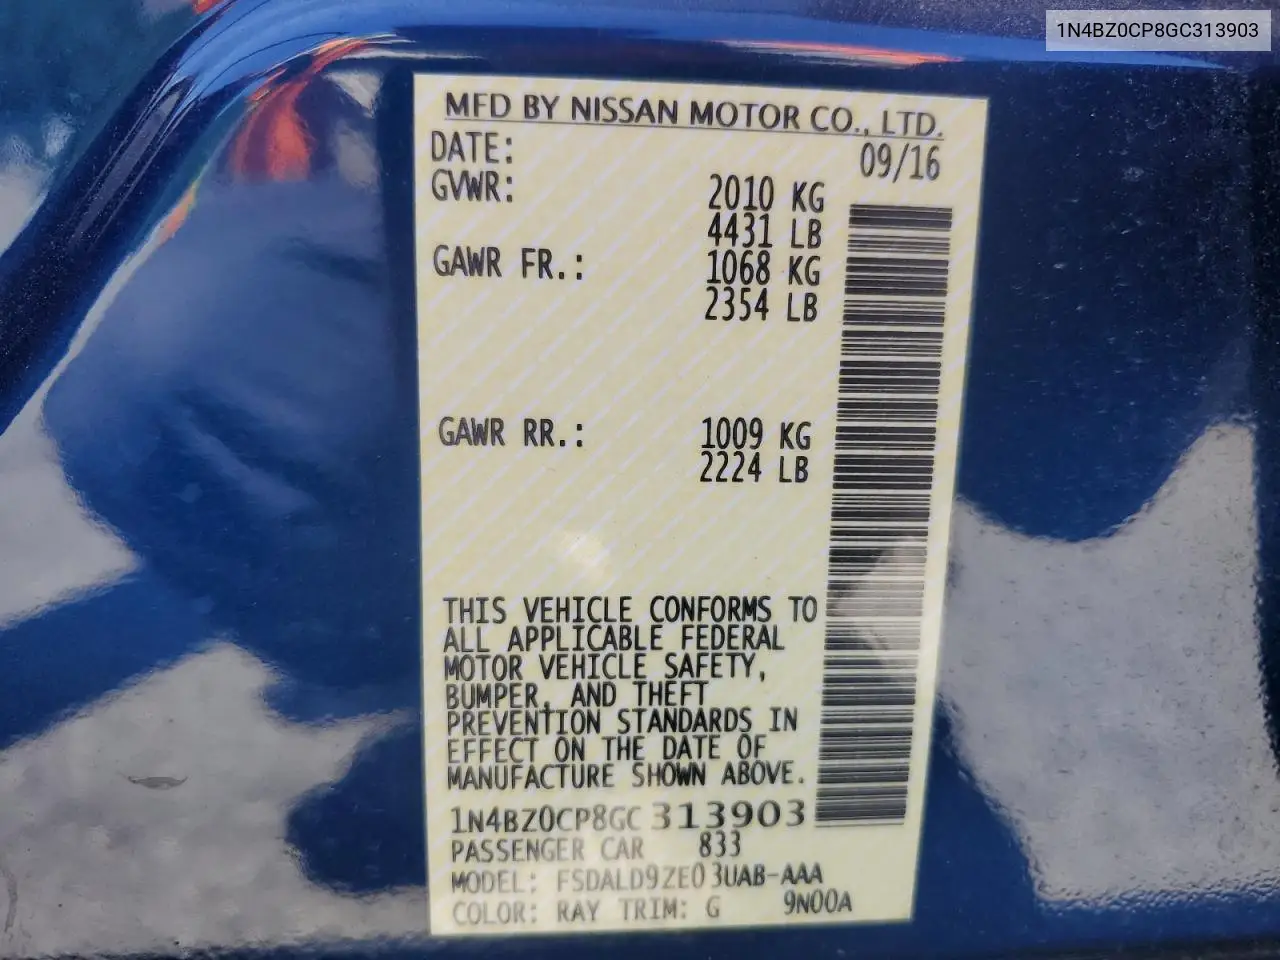 1N4BZ0CP8GC313903
MFD BY NISSAN MOTOR CO., LTD.
DATE: 09/16
GVWR: 2010 KG
4431 LB
GAWR FR.: 1068 KG
2354 LB
GAWR RR.: 1009 KG
2224 LB
THIS VEHICLE CONFORMS TO
ALL APPLICABLE FEDERAL
MOTOR VEHICLE SAFETY,
BUMPER, AND THEFT
PREVENTION STANDARDS IN
EFFECT ON THE DATE OF
MANUFACTURE SHOWN ABOVE.
1N4BZ0CP8GC 313903
PASSENGER CAR 833
MODEL: FSDALD9ZE03UAB-AAA
COLOR: RAY TRIM: G 9N00A